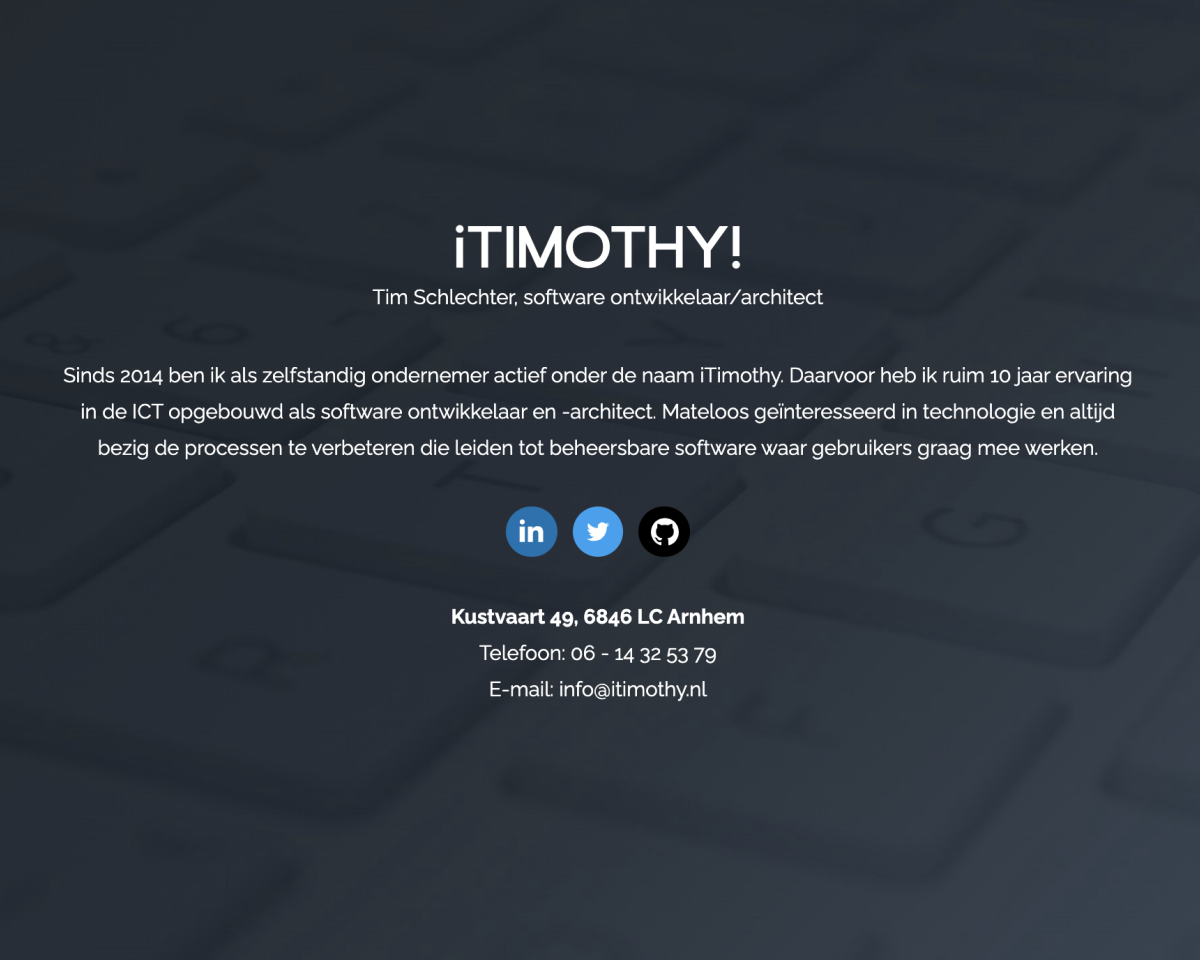 iTIMOTHY!
Tim Schlechter, software ontwikkelaar/architect
Sinds 2014 ben ik als zelfstandig ondernemer actief onder de naam iTimothy. Daarvoor heb ik ruim 10 jaar ervaring
in de ICT opgebouwd als software ontwikkelaar en -architect. Mateloos geïnteresseerd in technologie en altijd
bezig de processen te verbeteren die leiden tot beheersbare software waar gebruikers graag mee werken.
in
Kustvaart 49, 6846 LC Arnhem
Telefoon: 06 - 14 32 53 79
E-mail: info@itimothy.nl